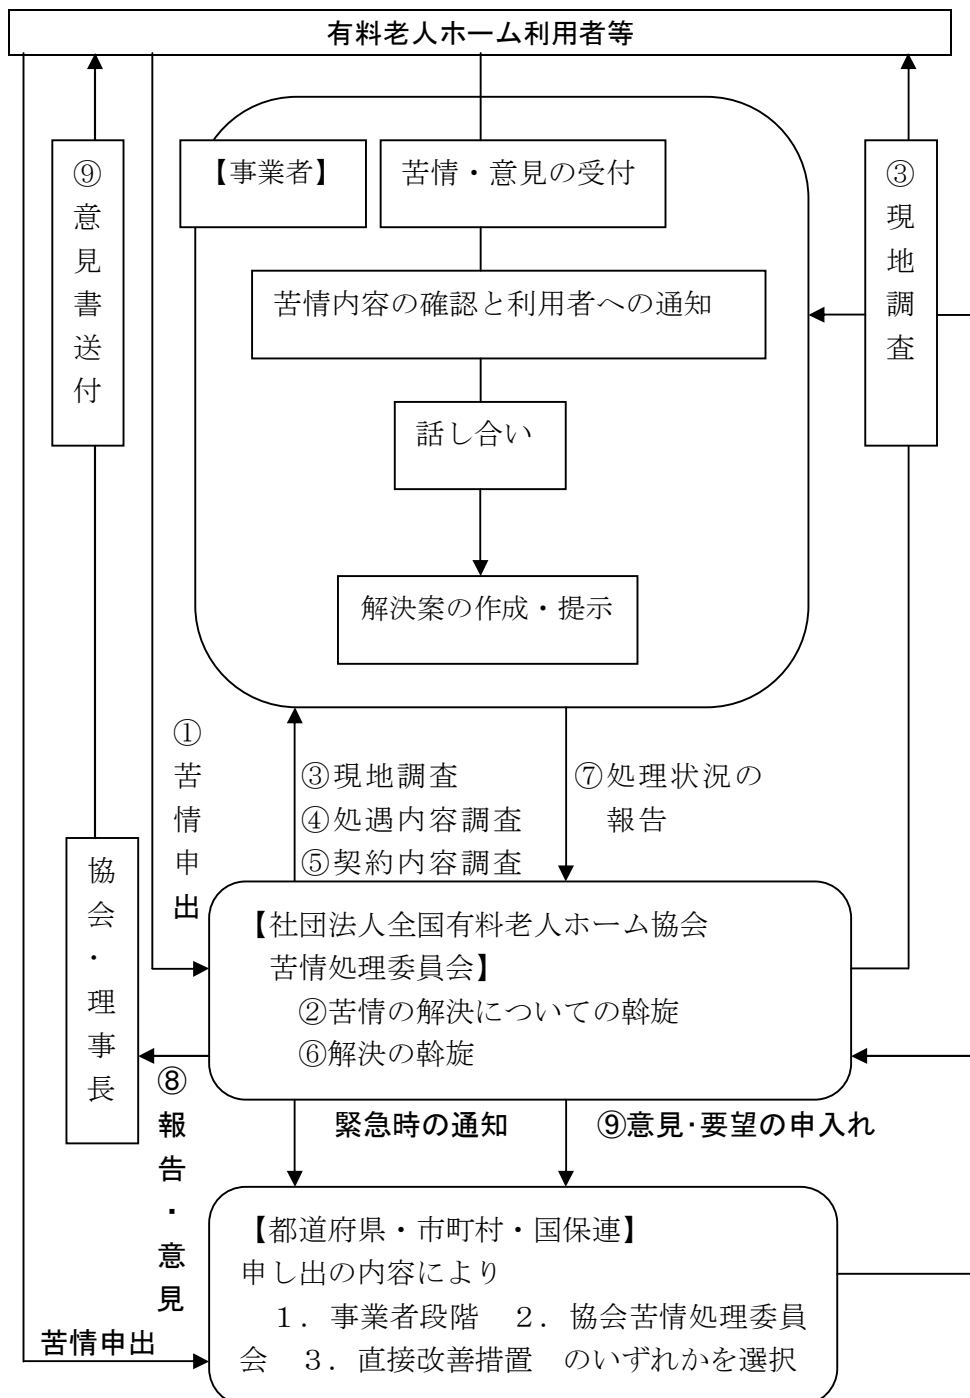 有料老人ホーム利用者等
⑨意見書送付
【事業者】
苦情・意見の受付
③現地調査
苦情内容の確認と利用者への通知
話し合い
解決案の作成・提示
①苦情申出
③現地調査
④処遇内容調査
⑤契約内容調査
⑦処理状況の
報告
協会・理事長
【社団法人全国有料老人ホーム協会
苦情処理委員会】
②苦情の解決についての斡旋
⑥解決の斡旋
⑧報告・意見
緊急時の通知
⑨意見・要望の申入れ
【都道府県・市町村・国保連】
申し出の内容により
１．事業者段階　２．協会苦情処理委員
会　３．直接改善措置　のいずれかを選択
苦情申出